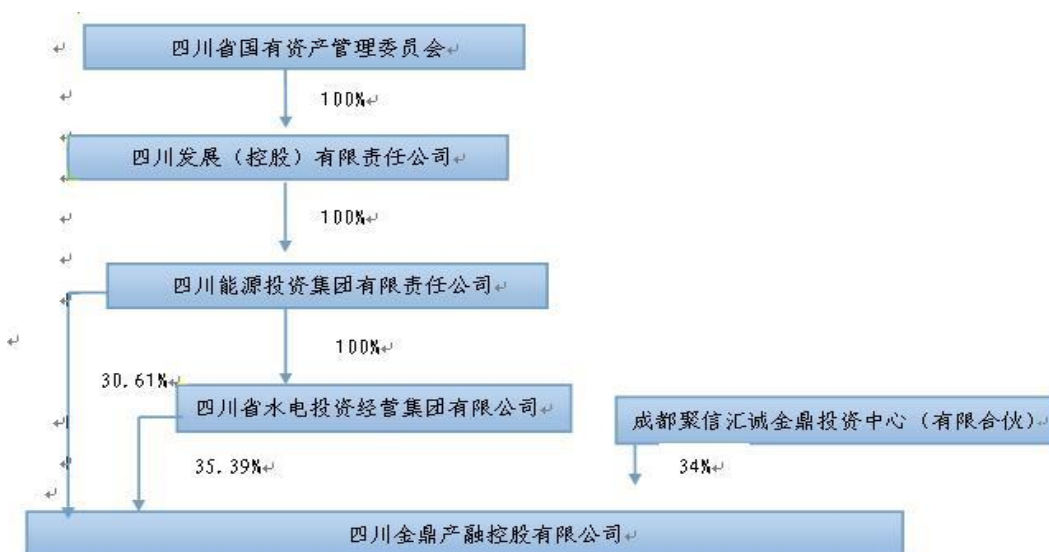 四川省国有资产管理委员会
100%
四川发展（控股）有限责任公司
100%
四川能源投资集团有限责任公司
100%
30.61%
四川省水电投资经营集团有限公司
成都聚信汇诚金鼎投资中心（有限合伙）
35.39%
34%
四川金鼎产融控股有限公司